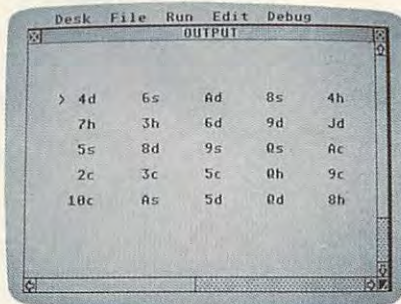 Desk File Run Edit Debug
OUTPUT
> 4d 6s Ad 8s 4h
7h 3h 6d 9d Jd
5s 8d 9s Qs Ac
2c 3c 5c Qh 9c
10c As 5d Qd 8h